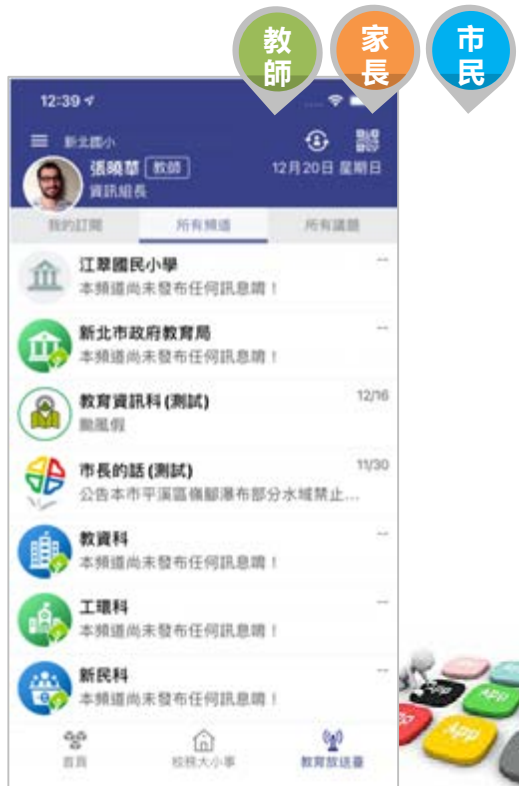 教師
家長
市民
12:39
新北國小
張曉華 教師
12月20日 星期日
資訊組長
我的訂閱 所有頻道 所有議題
江翠國民小學 --
本頻道尚未發布任何訊息唷！
新北市政府教育局 --
本頻道尚未發布任何訊息唷！
教育資訊科(測試) 12/16
颱風假
市長的話(測試) 11/30
公告本市平溪區嶺腳瀑布部分水域禁止...
教資科 --
本頻道尚未發布任何訊息唷！
工環科 --
本頻道尚未發布任何訊息唷！
新民科 --
本頻道尚未發布任何訊息唷！
首頁 校務大小事 教育放送臺
App
App
App
App